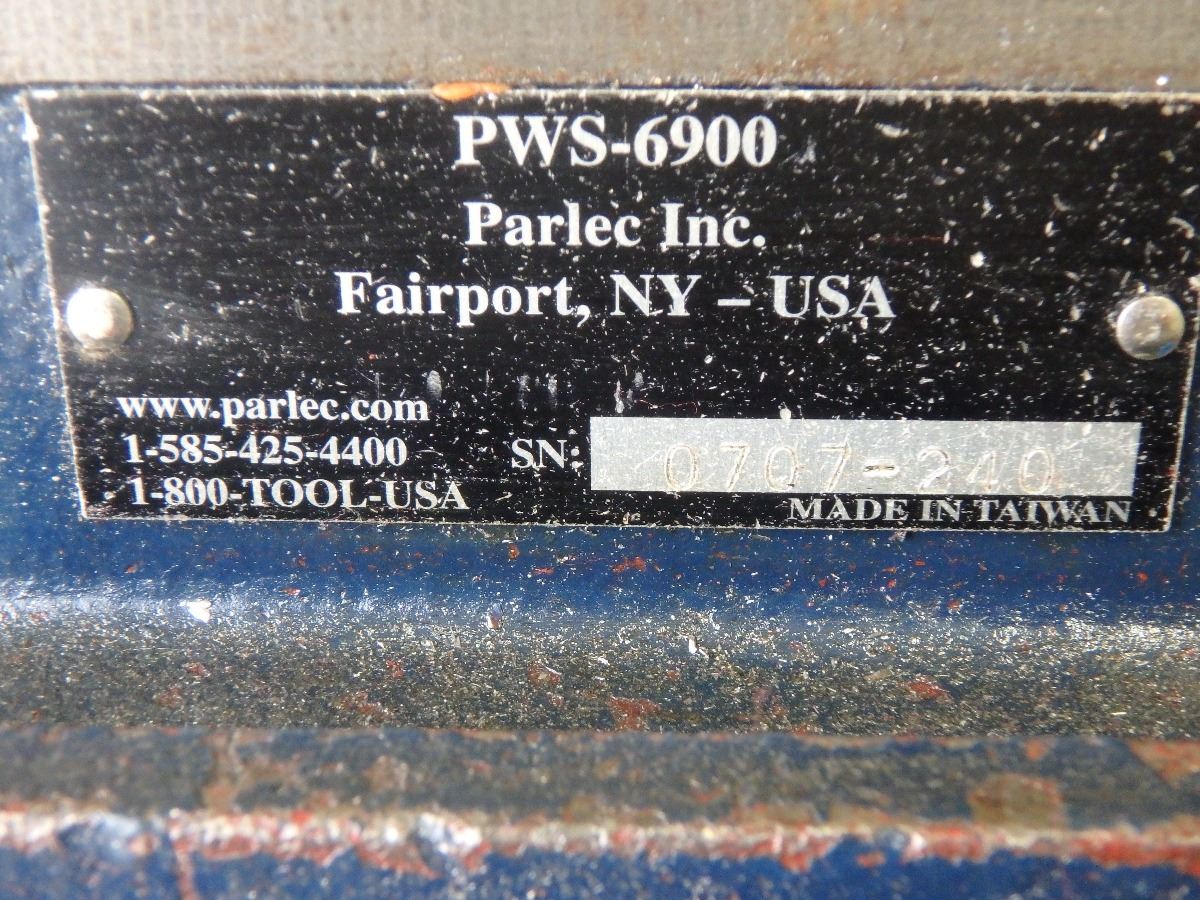 PWS-6900
Parlec Inc.
Fairport, NY – USA
www.parlec.com
1-585-425-4400
1-800-TOOL-USA
SN: 0707-240
MADE IN TAIWAN